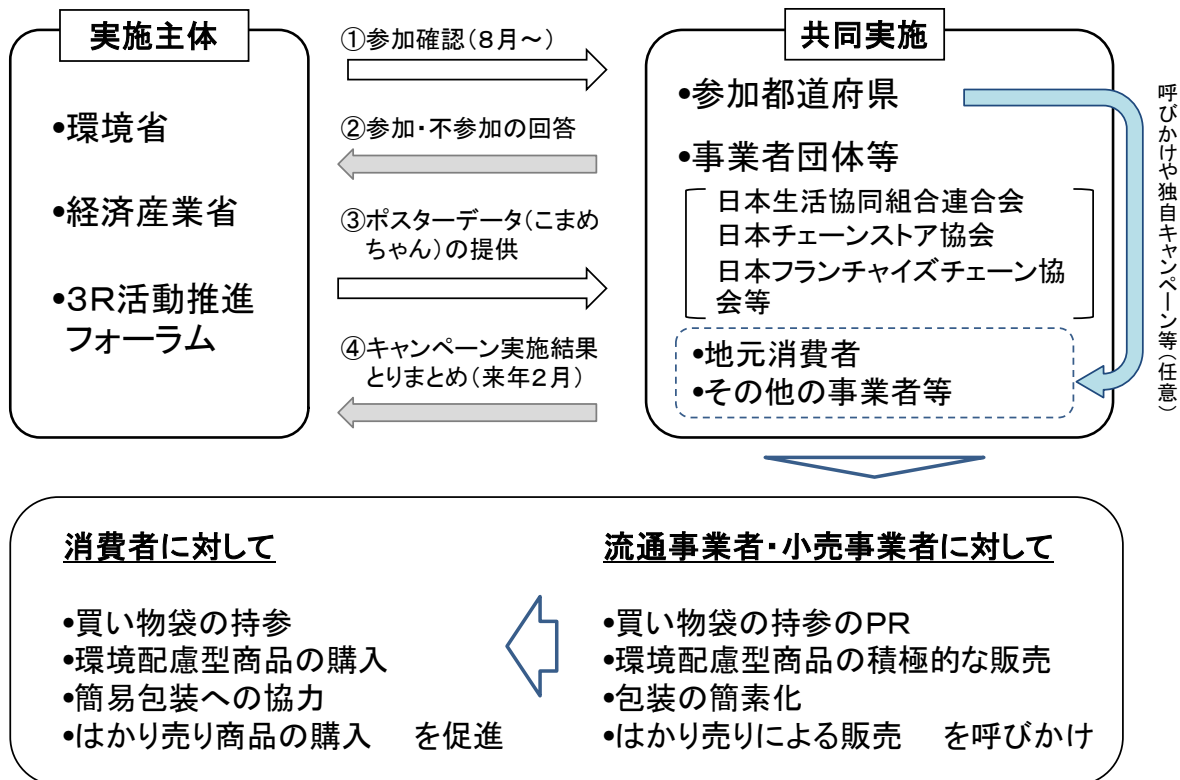 実施主体
•環境省
•経済産業省
•3R活動推進
フォーラム
①参加確認(8月~)
②参加・不参加の回答
③ポスターデータ(こまめ
ちゃん)の提供
④キャンペーン実施結果
とりまとめ(来年2月)
共同実施
•参加都道府県
•事業者団体等
日本生活協同組合連合会
日本チェーンストア協会
日本フランチャイズチェーン協
会等
•地元消費者
•その他の事業者等
呼びかけや独自キャンペーン等(任意)
消費者に対して
•買い物袋の持参
•環境配慮型商品の購入
•簡易包装への協力
•はかり売り商品の購入 を促進
流通事業者・小売事業者に対して
•買い物袋の持参のPR
•環境配慮型商品の積極的な販売
•包装の簡素化
•はかり売りによる販売 を呼びかけ